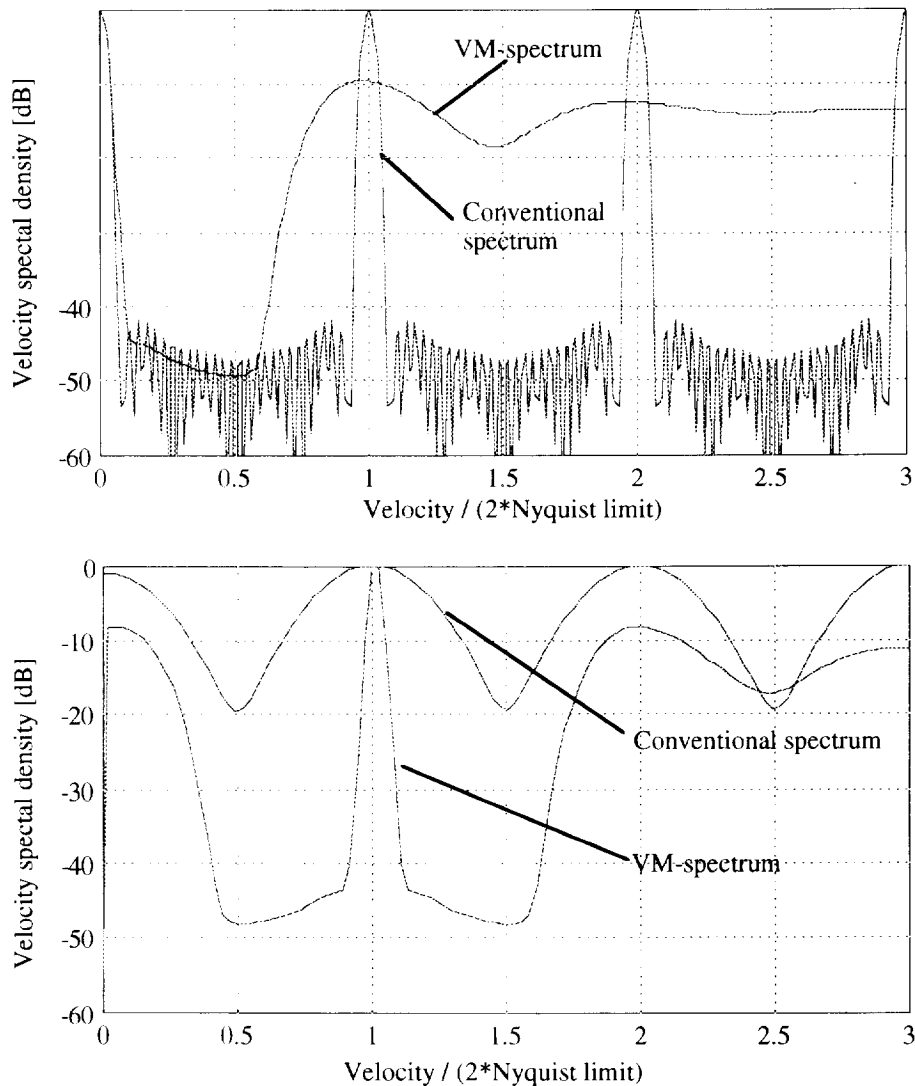 Velocity spectal density [dB]
VM-spectrum
Conventional
spectrum
-40
-50
-60
0
0.5
1
1.5
2
2.5
3
Velocity / (2*Nyquist limit)
Velocity spectal density [dB]
0
-10
-20
-30
-40
-50
-60
Conventional spectrum
VM-spectrum
0
0.5
1
1.5
2
2.5
3
Velocity / (2*Nyquist limit)